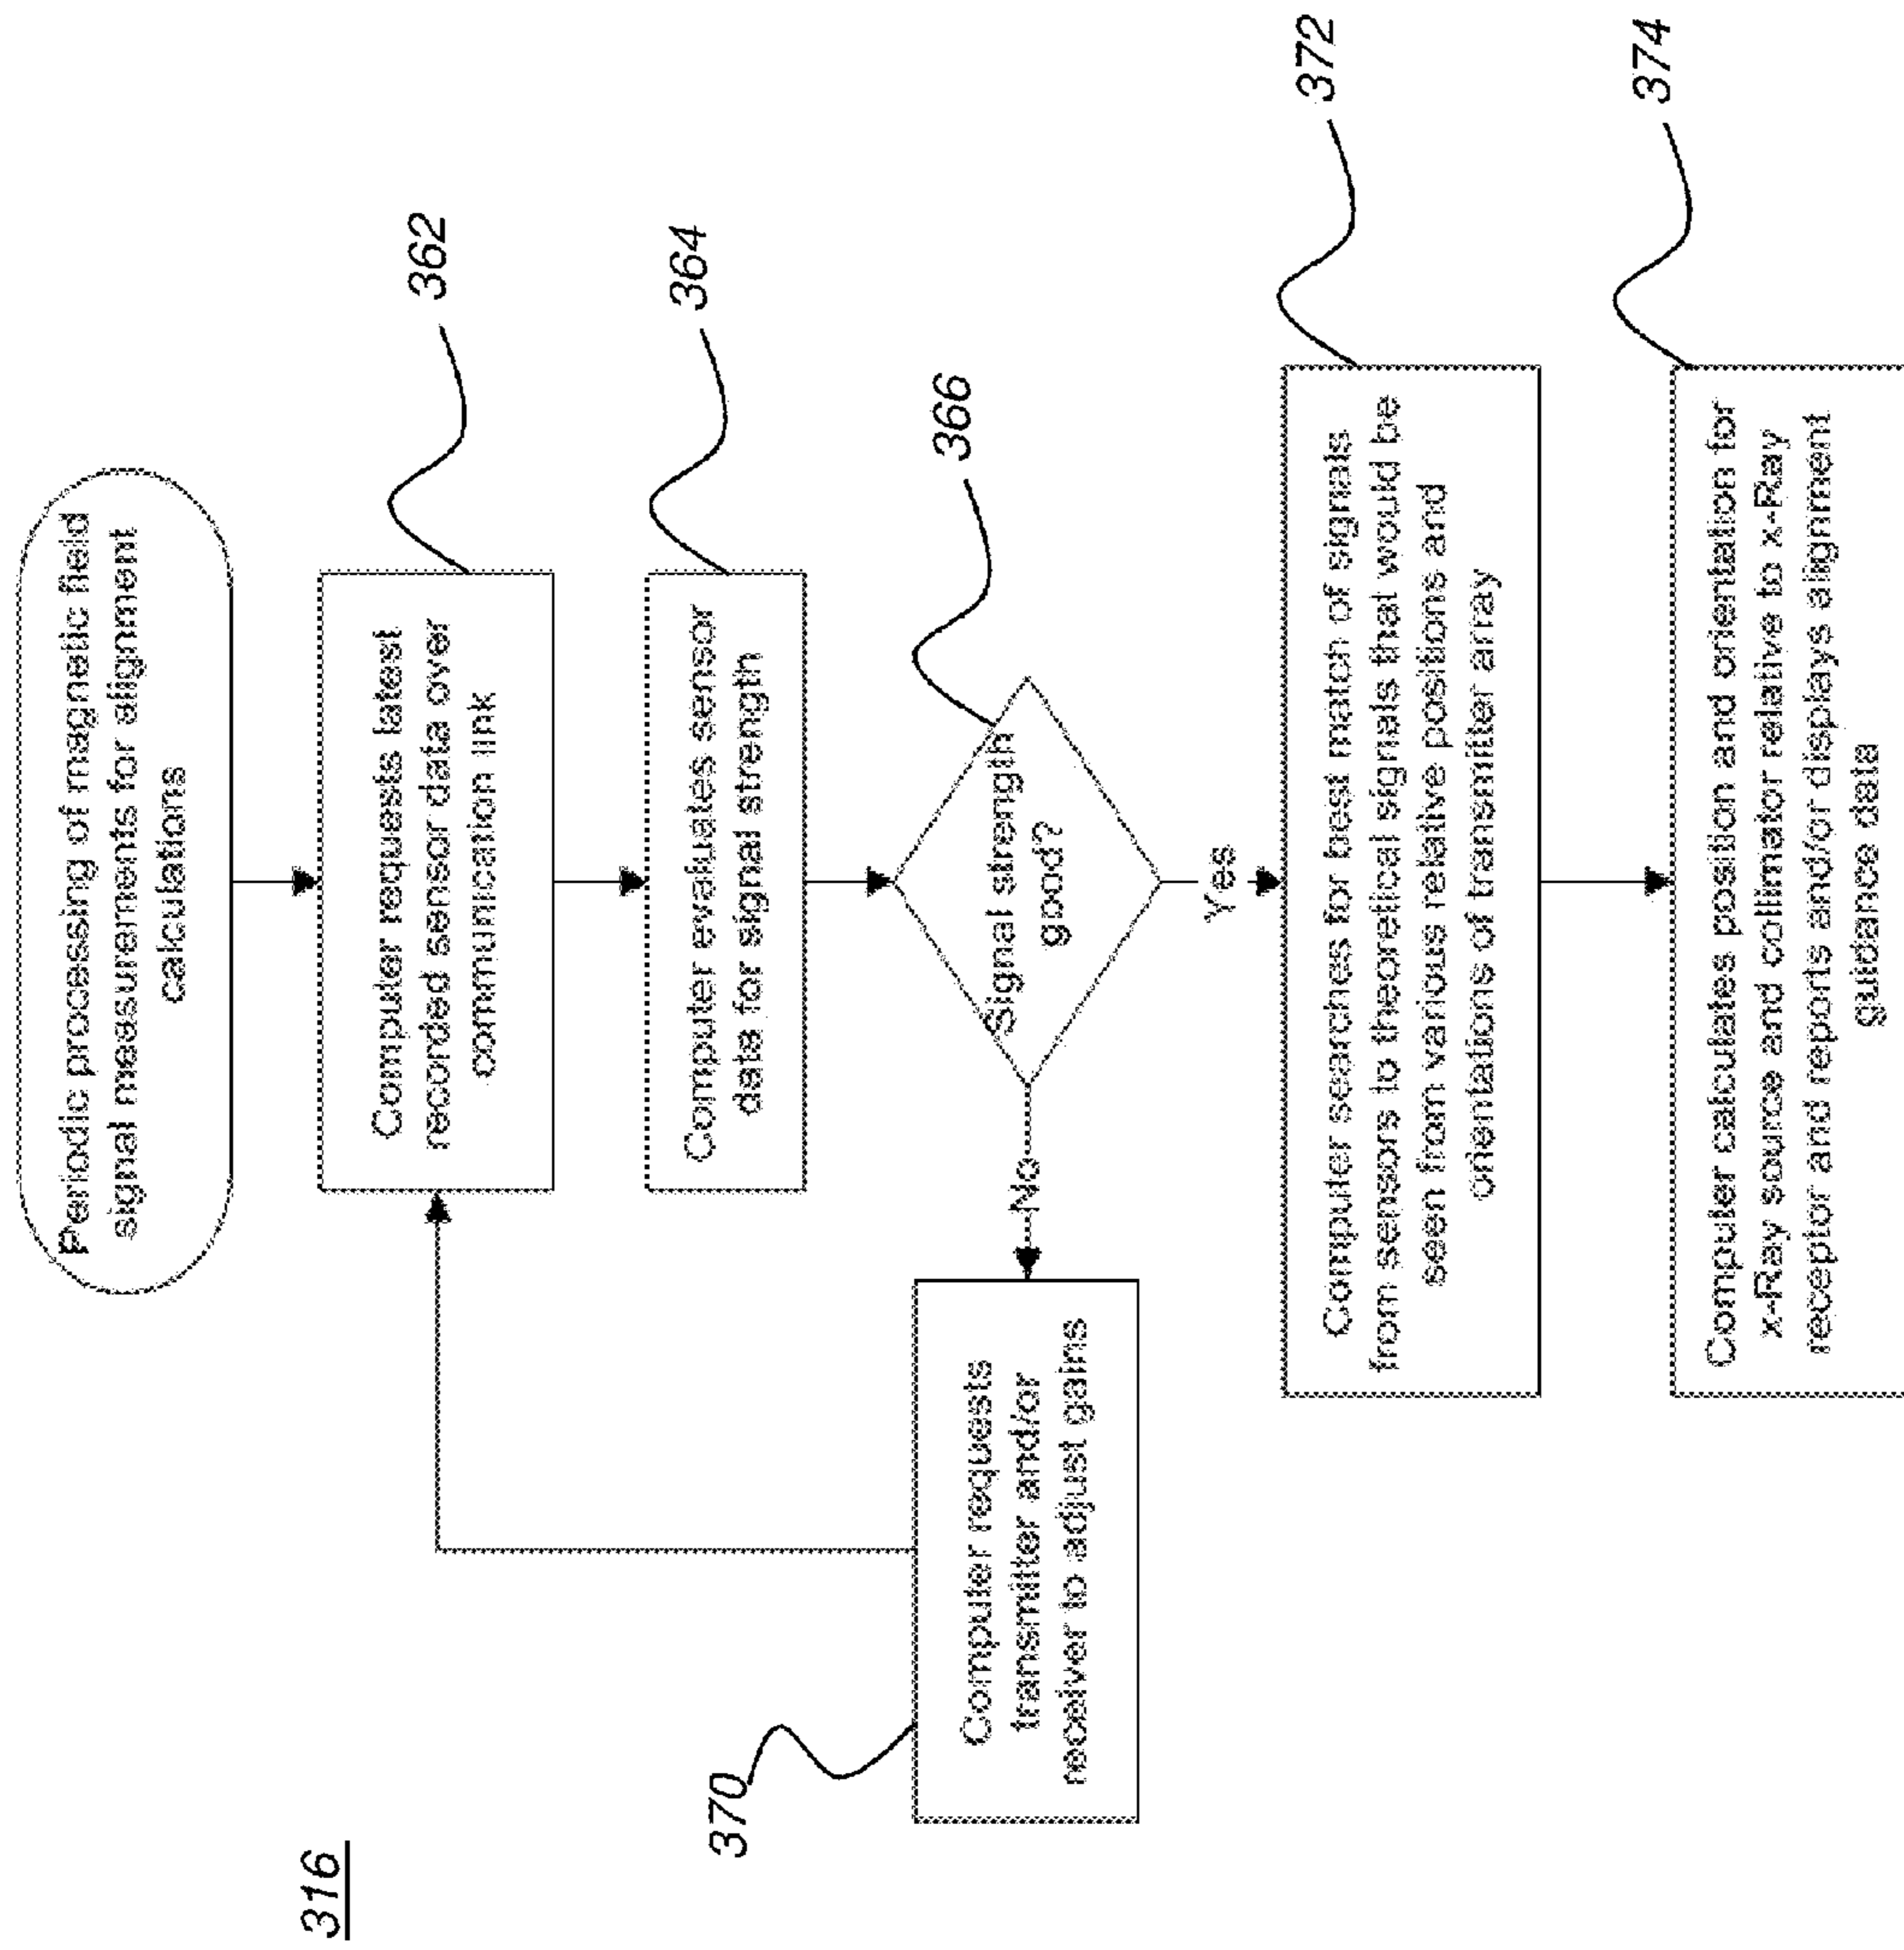 316
Periodic processing of magnetic field
signal measurements for alignment
calculations
362
Computer requests latest
recorded sensor data over
communication link
364
Computer evaluates sensor
data for signal strength
366
Signal strength
good?
No
Yes
370
Computer requests
transmitter and/or
receiver to adjust gains
372
Computer searches for best match of signals
from sensors to theoretical signals that would be
seen from various relative positions and
orientations of transmitter array
374
Computer calculates position and orientation for
x-Ray source and collimator relative to x-Ray
receptor and reports and/or displays alignment
guidance data